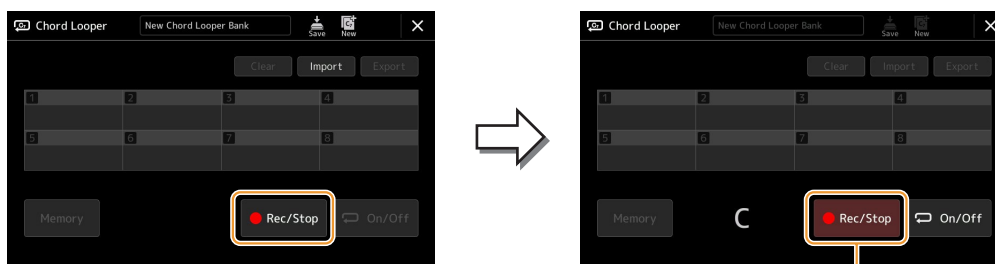 Chord Looper New Chord Looper Bank Save New
Clear Import Export
1 2 3 4
5 6 7 8
Memory Rec/Stop On/Off
Chord Looper New Chord Looper Bank Save New
Clear Import Export
1 2 3 4
5 6 7 8
Memory C Rec/Stop On/Off